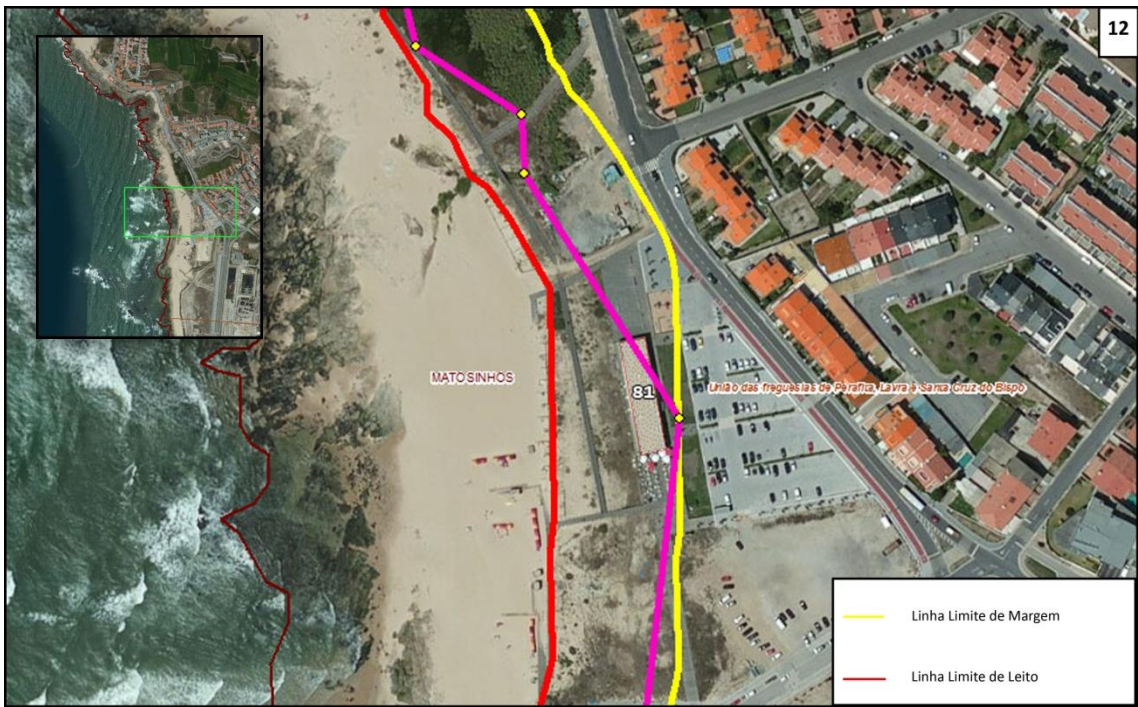 12
MATOSINHOS
81
União das freguesias de Perafita, Lavra e Santa Cruz do Bispo
Linha Limite de Margem
Linha Limite de Leito